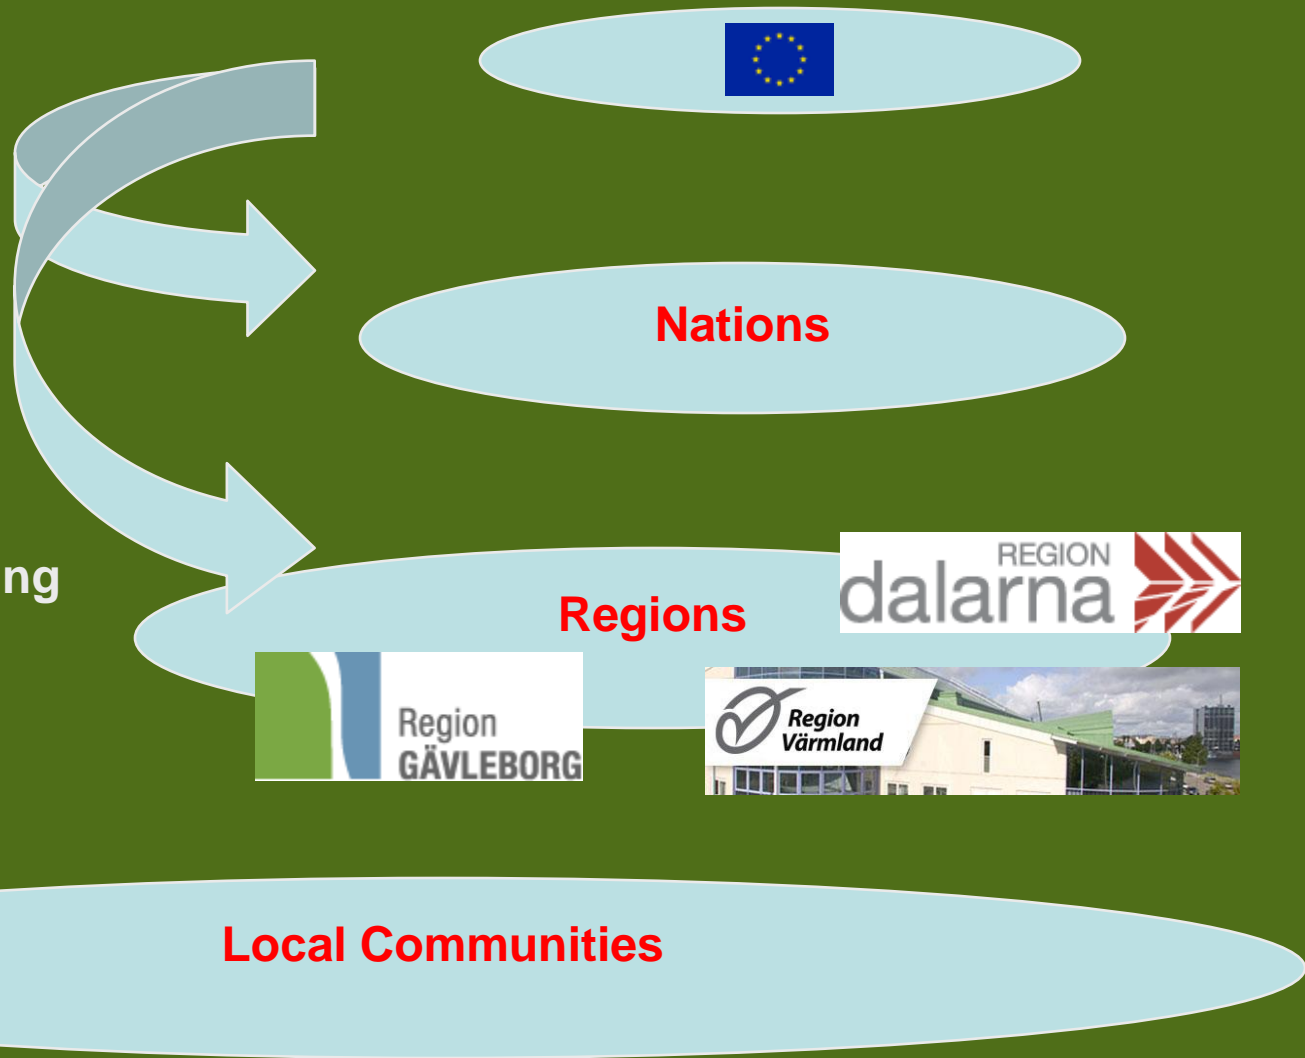 Nations
ng
Regions
REGION
dalarna
Region
GÄVLEBORG
Region
Värmland
Local Communities